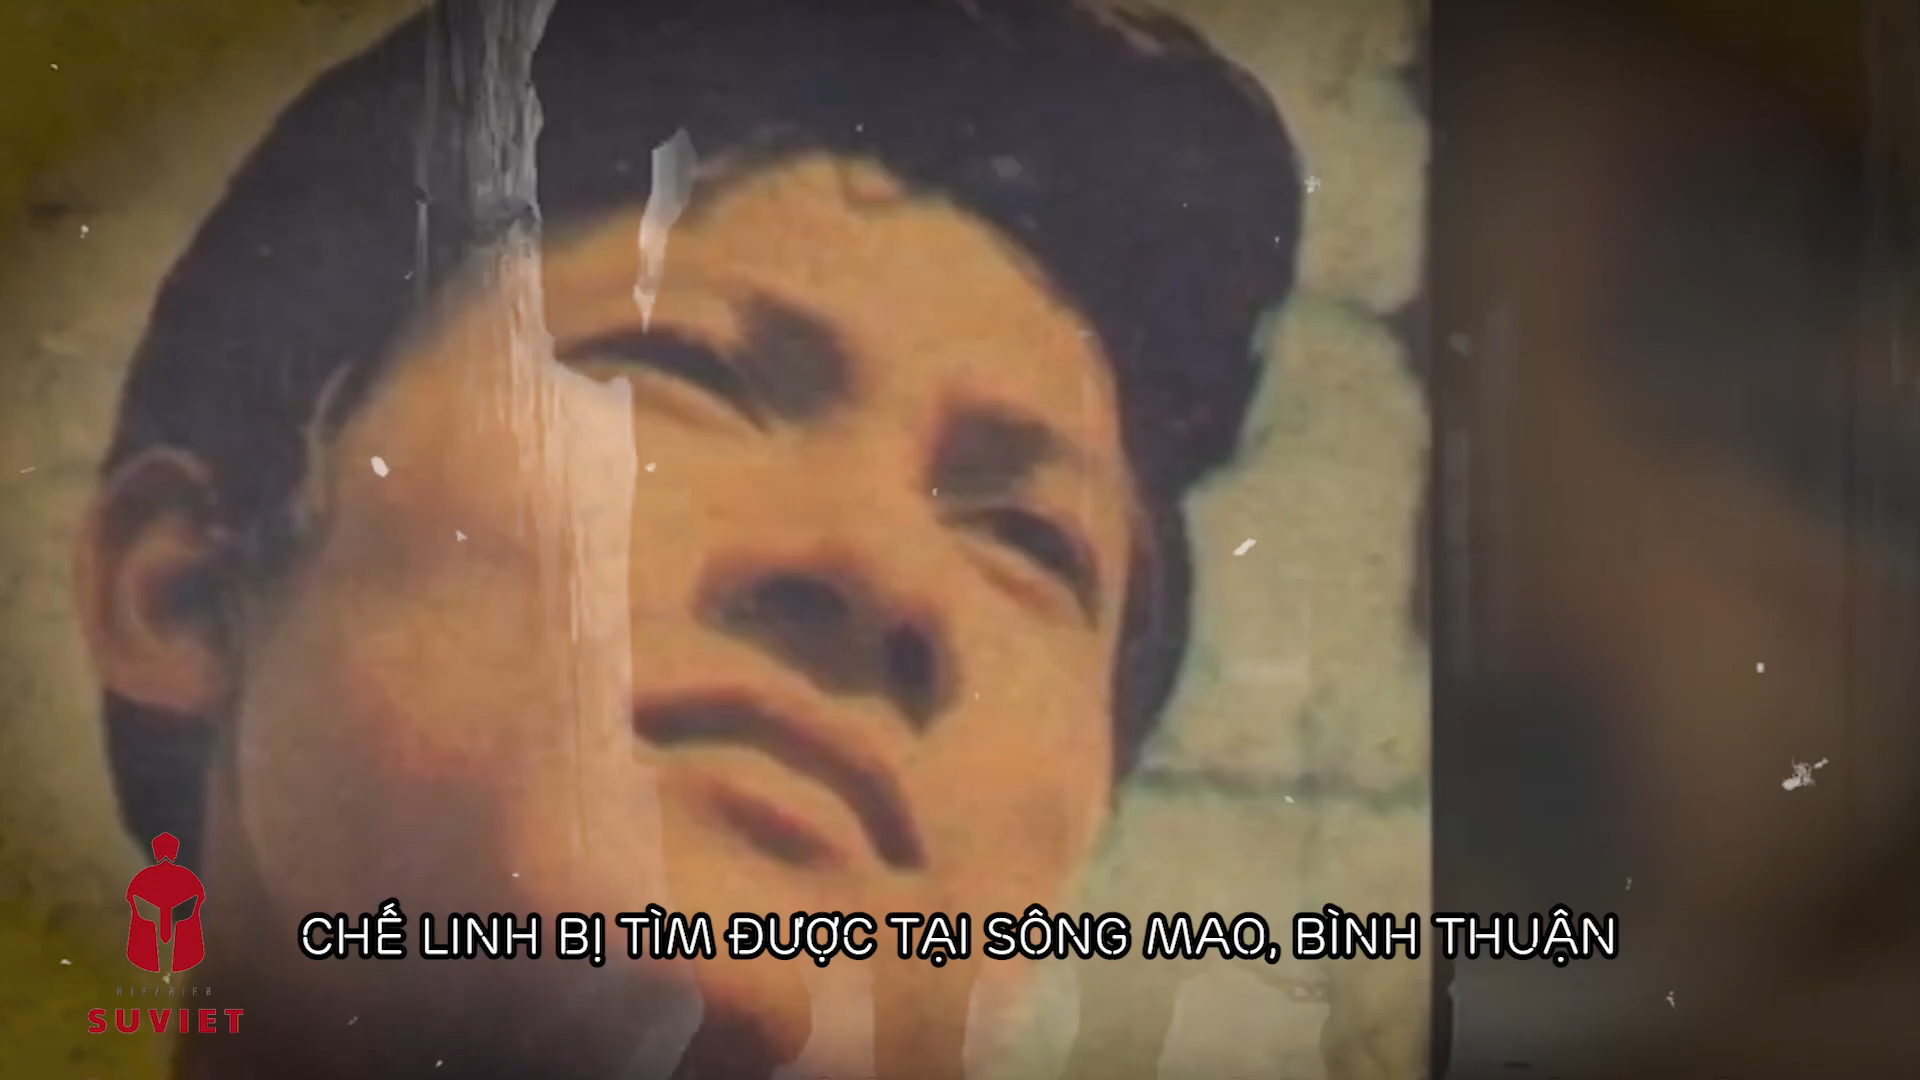 CHẾ LINH BỊ TÌM ĐƯỢC TẠI SÔNG MAO, BÌNH THUẬN
SUVIET